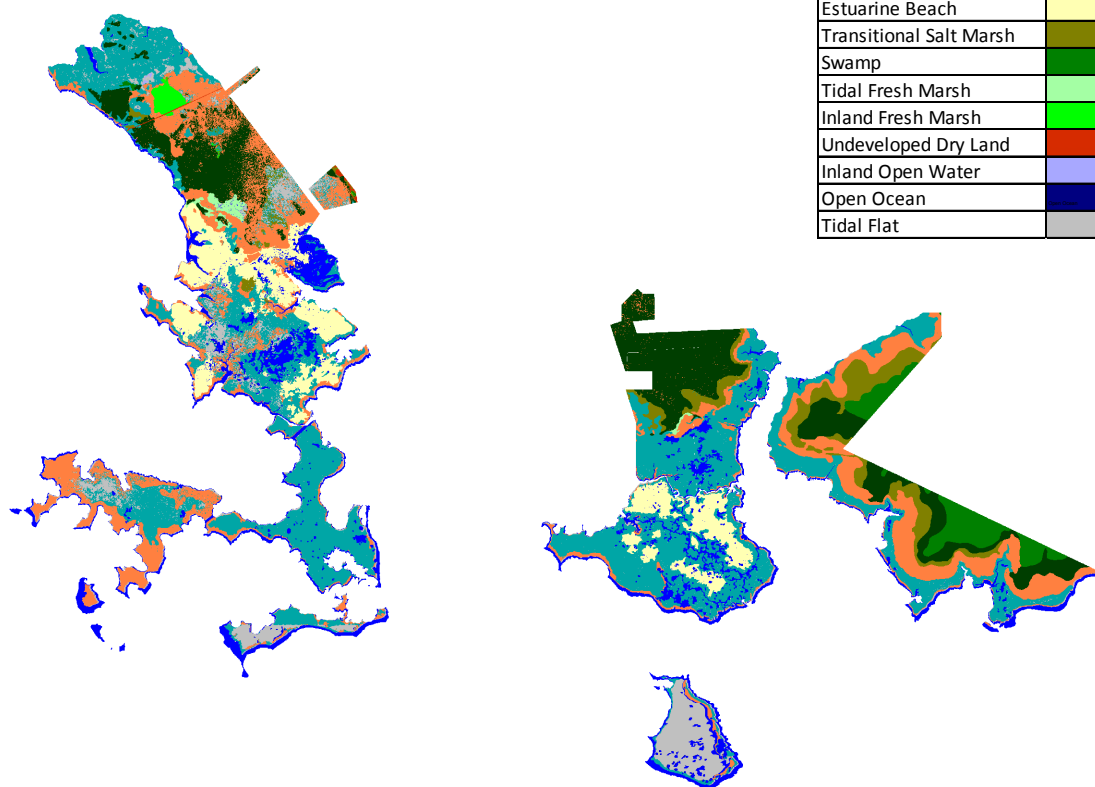 Estuarine Beach
Transitional Salt Marsh
Swamp
Tidal Fresh Marsh
Inland Fresh Marsh
Undeveloped Dry Land
Inland Open Water
Open Ocean
Tidal Flat